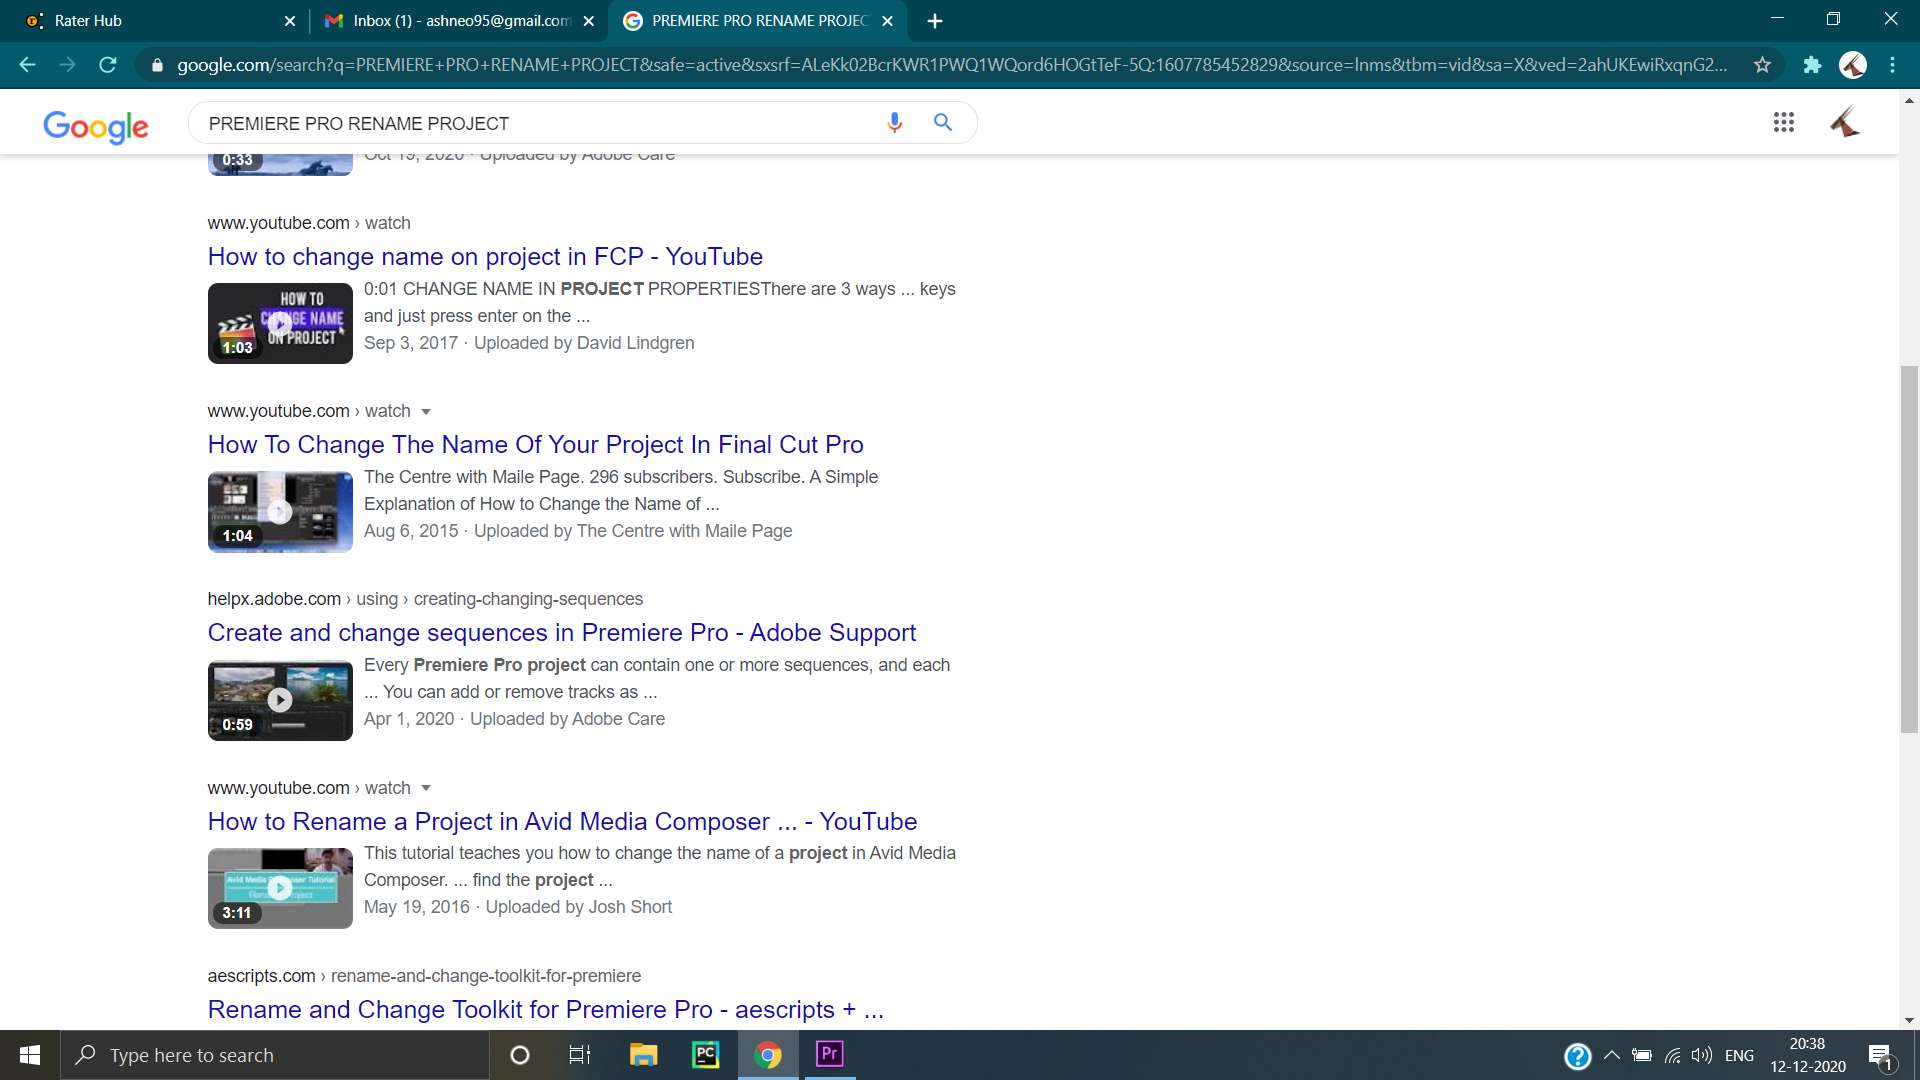 Rater Hub
Inbox (1) - ashneo95@gmail.com
PREMIERE PRO RENAME PROJEC
google.com/search?q=PREMIERE+PRO+RENAME+PROJECT&safe=active&sxsrf=ALeKk02BcrKWR1PWQ1WQord6HOGtTeF-5Q:1607785452829&source=lnms&tbm=vid&sa=X&ved=2ahUKEwiRxqnG2...
Google
PREMIERE PRO RENAME PROJECT
0:33
Oct 19, 2020 · Uploaded by Adobe Care
www.youtube.com › watch
How to change name on project in FCP - YouTube
HOW TO
CHANGE NAME
ON PROJECT
1:03
0:01 CHANGE NAME IN PROJECT PROPERTIESThere are 3 ways ... keys
and just press enter on the ...
Sep 3, 2017 · Uploaded by David Lindgren
www.youtube.com › watch
How To Change The Name Of Your Project In Final Cut Pro
1:04
The Centre with Maile Page. 296 subscribers. Subscribe. A Simple
Explanation of How to Change the Name of ...
Aug 6, 2015 · Uploaded by The Centre with Maile Page
helpx.adobe.com › using › creating-changing-sequences
Create and change sequences in Premiere Pro - Adobe Support
0:59
Every Premiere Pro project can contain one or more sequences, and each
... You can add or remove tracks as ...
Apr 1, 2020 · Uploaded by Adobe Care
www.youtube.com › watch
How to Rename a Project in Avid Media Composer ... - YouTube
Avid Media Tutorial
3:11
This tutorial teaches you how to change the name of a project in Avid Media
Composer. ... find the project ...
May 19, 2016 · Uploaded by Josh Short
aescripts.com › rename-and-change-toolkit-for-premiere
Rename and Change Toolkit for Premiere Pro - aescripts + ...
Type here to search
PC
Pr
ENG
20:38
12-12-2020
1